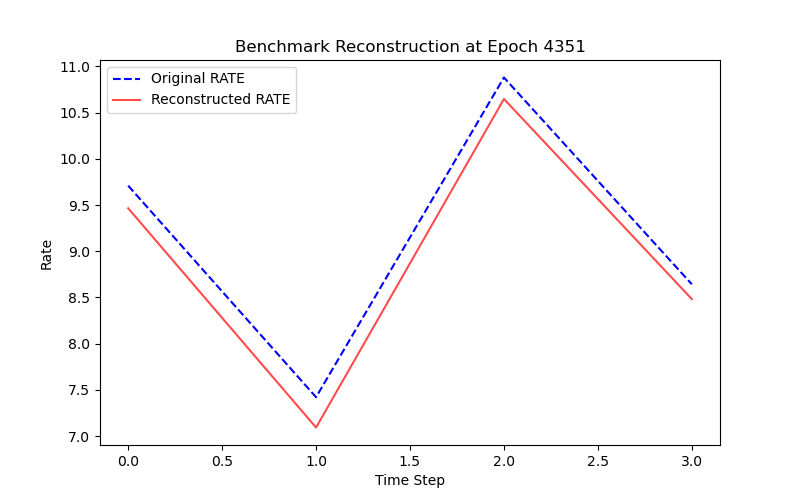 Benchmark Reconstruction at Epoch 4351
Original RATE
Reconstructed RATE
11.0
10.5
10.0
9.5
9.0
8.5
8.0
7.5
7.0
Rate
0.0 0.5 1.0 1.5 2.0 2.5 3.0
Time Step